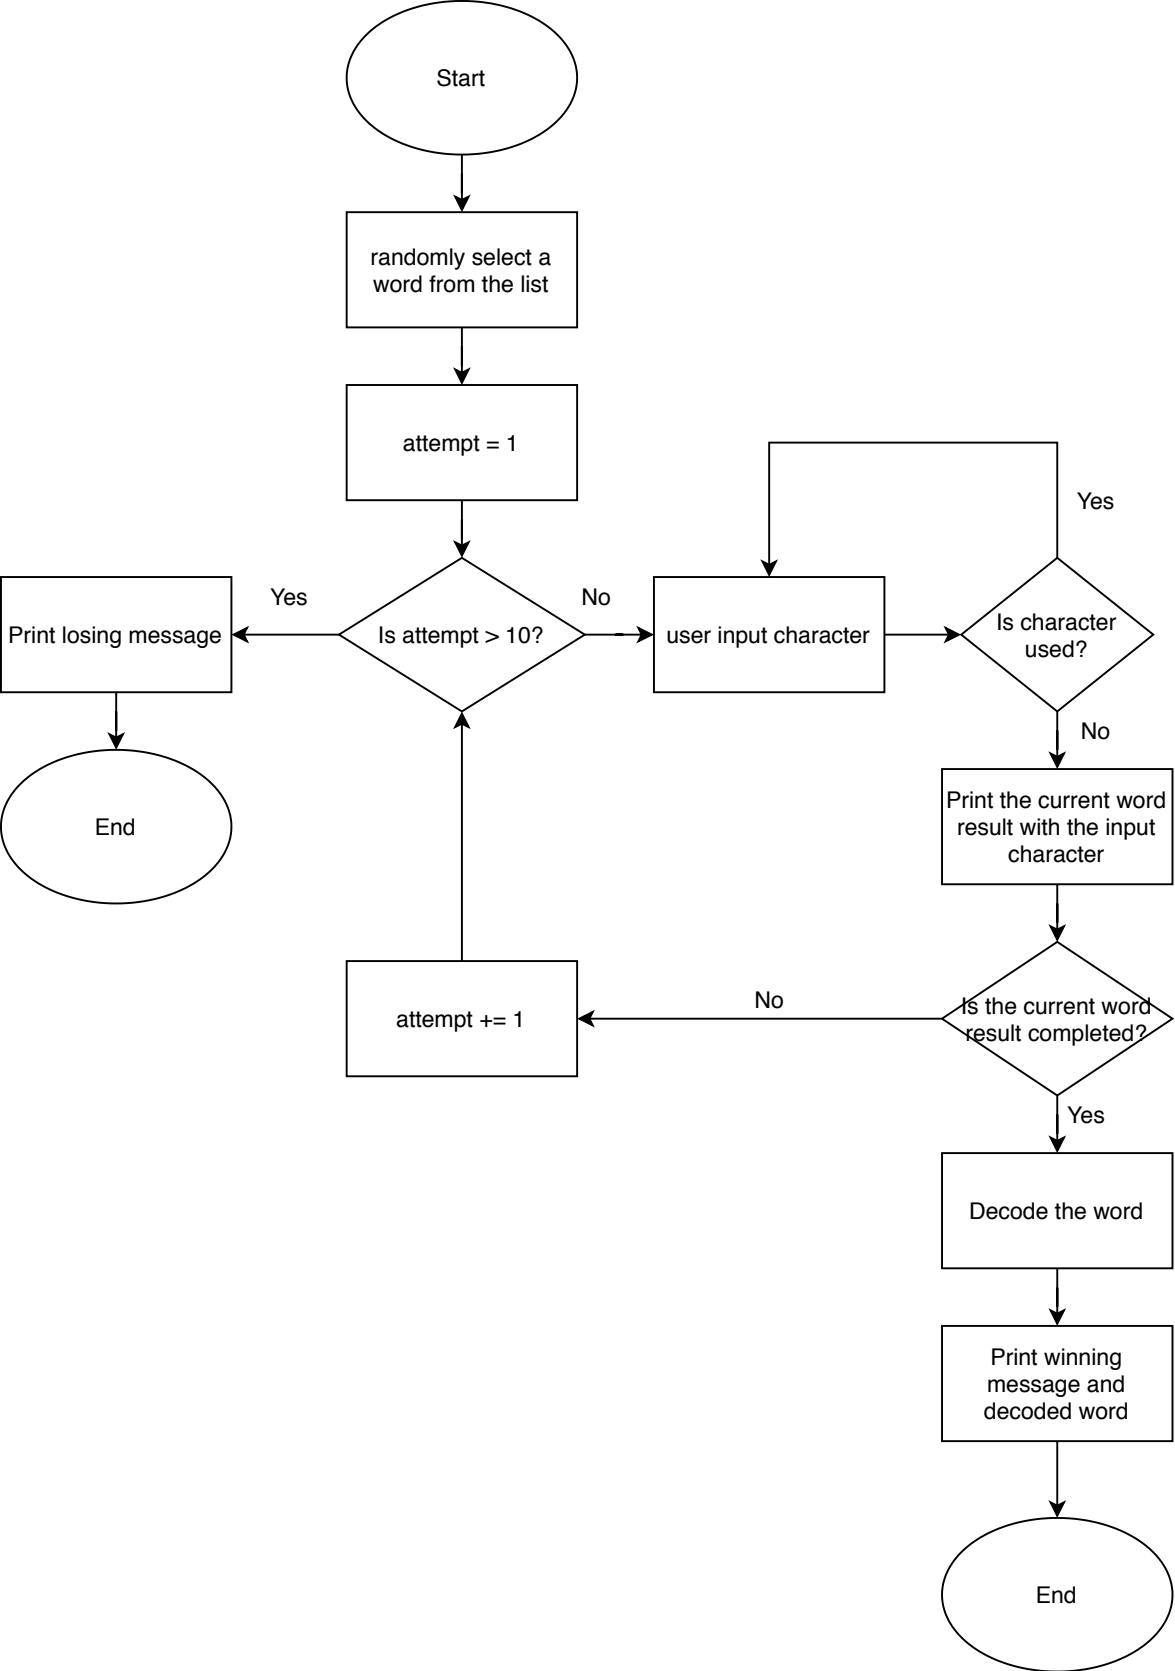 Start
randomly select a
word from the list
attempt = 1
Yes
Print losing message
Yes
Is attempt > 10?
No
user input character
Is character
used?
No
End
Print the current word
result with the input
character
attempt += 1
No
Is the current word
result completed?
Yes
Decode the word
Print winning
message and
decoded word
End